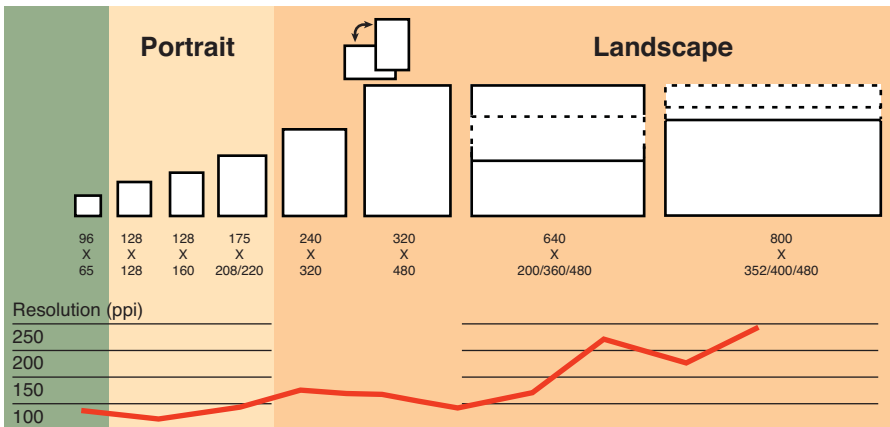 Portrait
Landscape
96
X
65
128
X
128
128
X
160
175
X
208/220
240
X
320
320
X
480
640
X
200/360/480
800
X
352/400/480
Resolution (ppi)
250
200
150
100